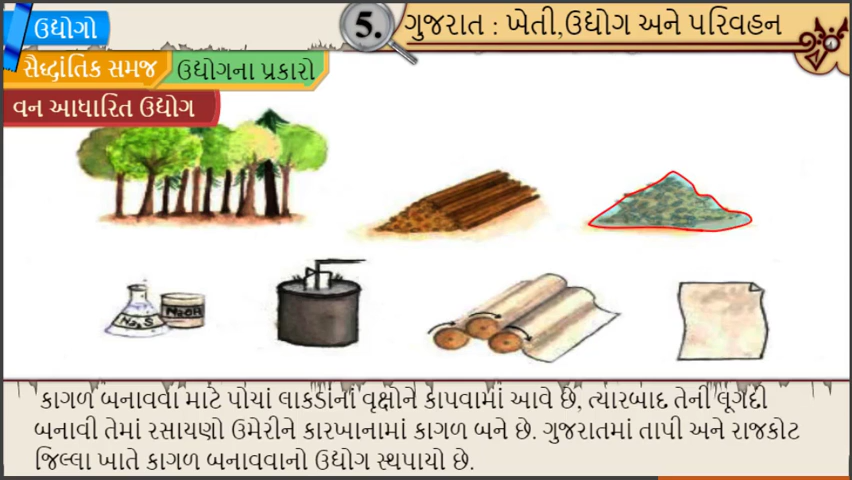 ઉદ્યોગો
5. ગુજરાત : ખેતી,ઉદ્યોગ અને પરિવહન
સૈદ્ધાંતિક સમજ
ઉદ્યોગના પ્રકારો
વન આધારિત ઉદ્યોગ
Na₂S
NaOH
કાગળ બનાવવા માટે પોચાં લાકડાંનાં વૃક્ષોને કાપવામાં આવે છે, ત્યારબાદ તેની લૂગદી
બનાવી તેમાં રસાયણો ઉમેરીને કારખાનામાં કાગળ બને છે. ગુજરાતમાં તાપી અને રાજકોટ
જિલ્લા ખાતે કાગળ બનાવવાનો ઉદ્યોગ સ્થપાયો છે.